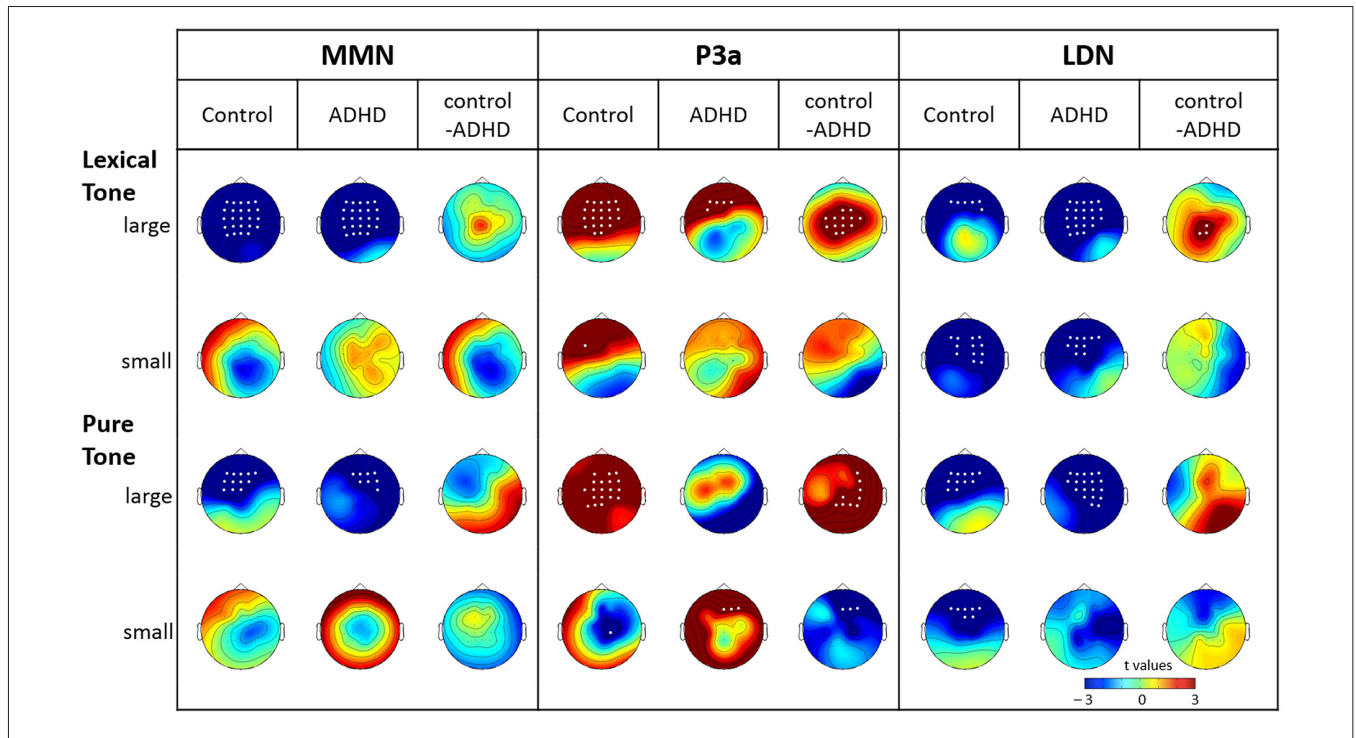 MMN P3a LDN
Control ADHD control -ADHD Control ADHD control -ADHD Control ADHD control -ADHD
Lexical
Tone
large
small
Pure
Tone
large
small
t values
−3 0 3